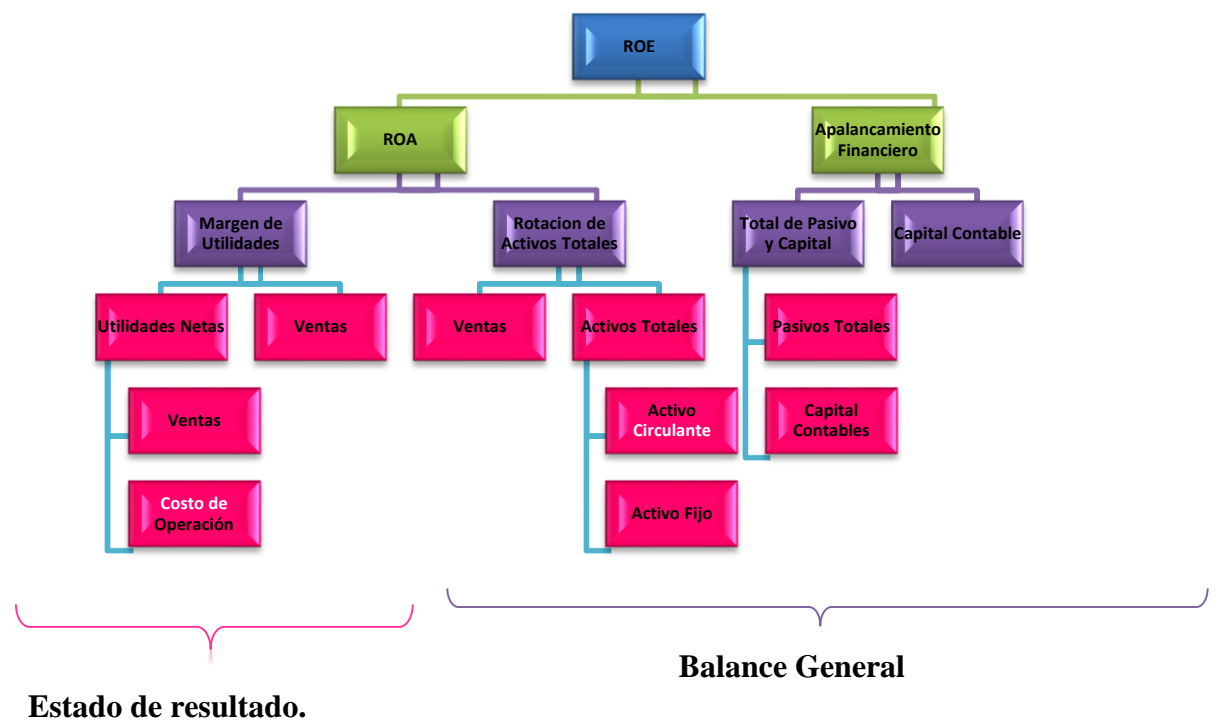 ROE
ROA
Apalancamiento
Financiero
Margen de
Utilidades
Rotacion de
Activos Totales
Total de Pasivo
y Capital
Capital Contable
Utilidades Netas
Ventas
Ventas
Activos Totales
Pasivos Totales
Ventas
Activo
Circulante
Capital
Contables
Costo de
Operación
Activo Fijo
Balance General
Estado de resultado.